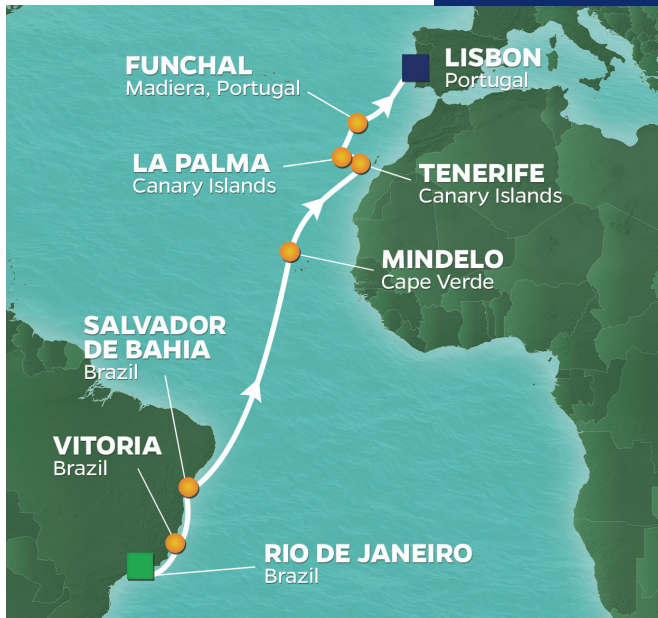 FUNCHAL
Madiera, Portugal
LISBON
Portugal
LA PALMA
Canary Islands
TENERIFE
Canary Islands
MINDELO
Cape Verde
SALVADOR
DE BAHIA
Brazil
VITORIA
Brazil
RIO DE JANEIRO
Brazil